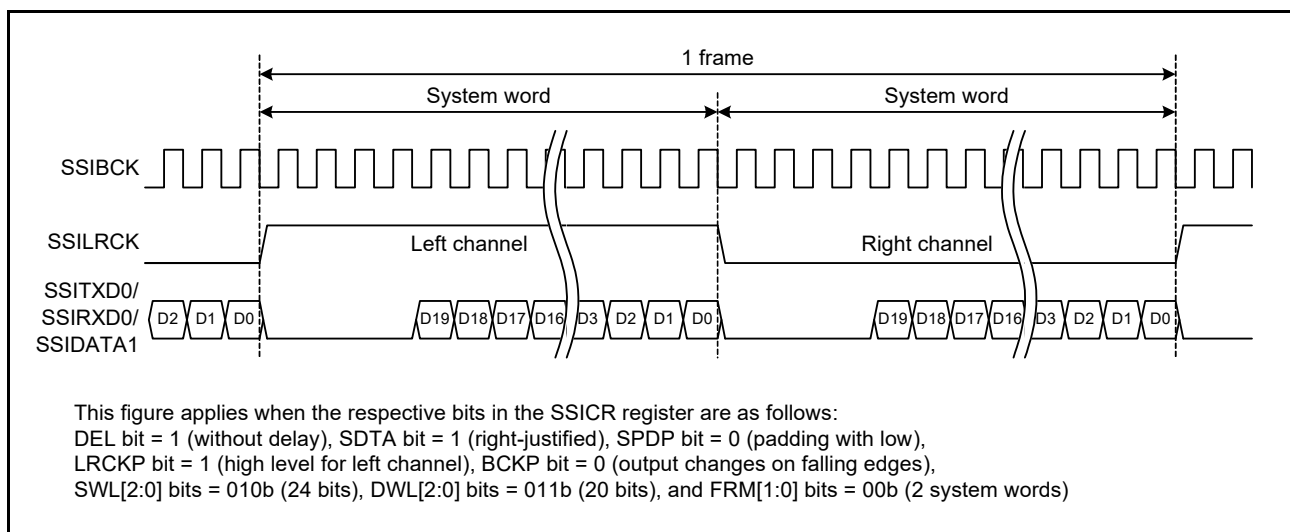 1 frame
System word System word
SSIBCK
SSILRCK Left channel Right channel
SSITXD0/
SSIRXD0/
SSIDATA1
D2 D1 D0 D19 D18 D17 D16 D3 D2 D1 D0 D19 D18 D17 D16 D3 D2 D1 D0
This figure applies when the respective bits in the SSICR register are as follows:
DEL bit = 1 (without delay), SDTA bit = 1 (right-justified), SPDP bit = 0 (padding with low),
LRCKP bit = 1 (high level for left channel), BCKP bit = 0 (output changes on falling edges),
SWL[2:0] bits = 010b (24 bits), DWL[2:0] bits = 011b (20 bits), and FRM[1:0] bits = 00b (2 system words)